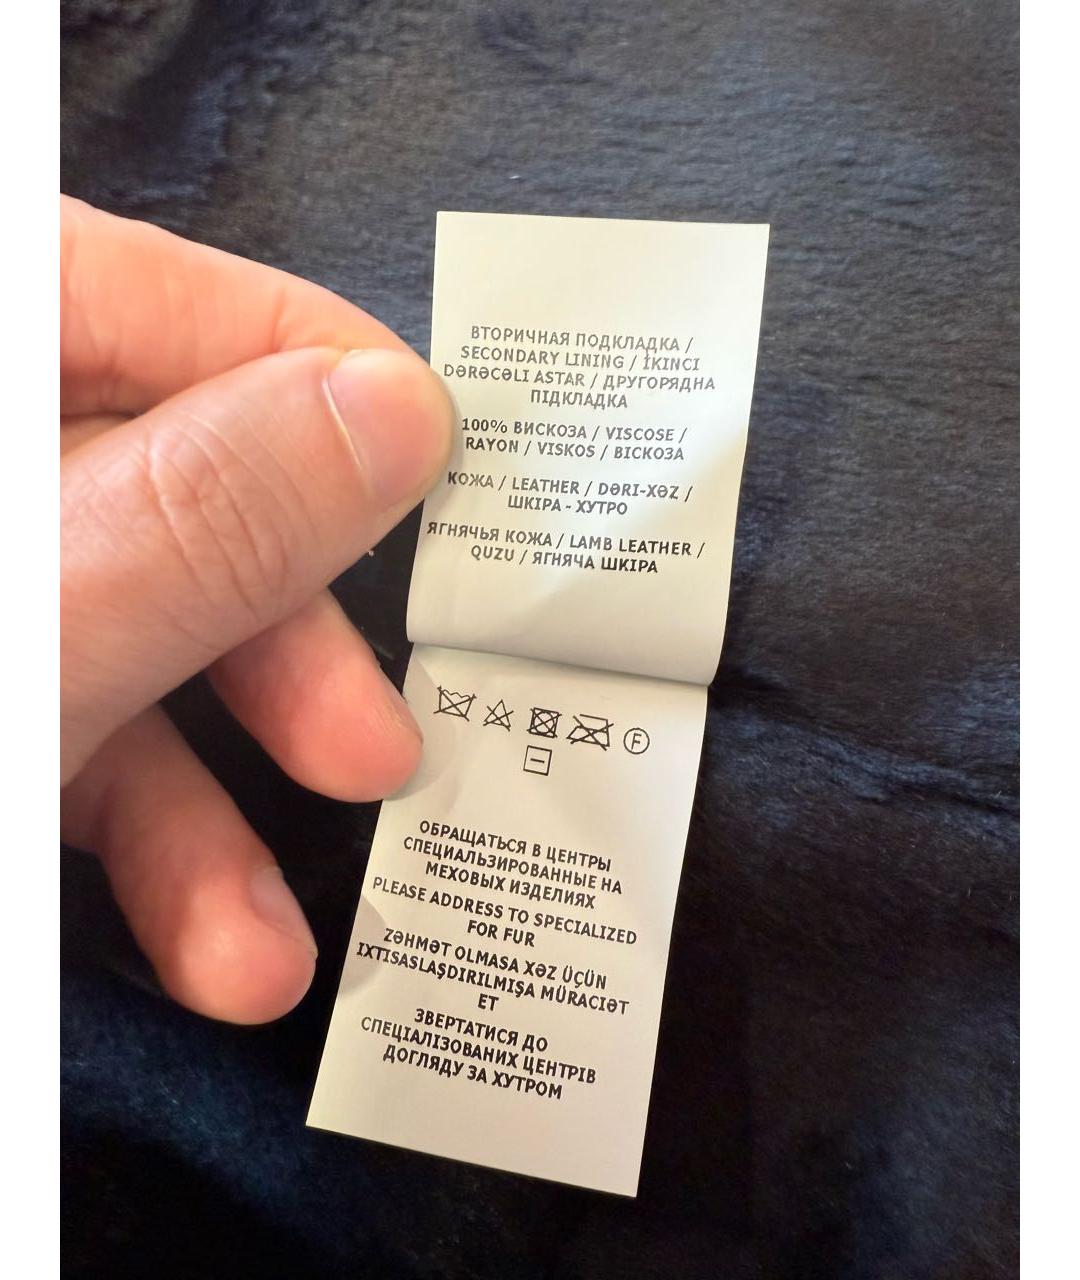 ВТОРИЧНАЯ ПОДКЛАДКА /
SECONDARY LINING / İKINCI
DƏRƏCƏLI ASTAR / ДРУГОРЯДНА
ПІДКЛАДКА
100% ВИСКОЗА / VISCOSE /
RAYON / VISKOS / ВІСКОЗА
КОЖА / LEATHER / DƏRI-XƏZ /
ШКІРА - ХУТРО
ЯГНЯЧЬЯ КОЖА / LAMB LEATHER /
QUZU / ЯГНЯЧА ШКІРА
F
ОБРАЩАТЬСЯ В ЦЕНТРЫ
СПЕЦИАЛЬЗИРОВАННЫЕ НА
МЕХОВЫХ ИЗДЕЛИЯХ
PLEASE ADDRESS TO SPECIALIZED
FOR FUR
ZƏHMƏT OLMASA XƏZ ÜÇÜN
IXTISASLAŞDIRILMIŞA MÜRACIƏT
ET
ЗВЕРТАТИСЯ ДО
СПЕЦІАЛІЗОВАНИХ ЦЕНТРІВ
ДОГЛЯДУ ЗА ХУТРОМ